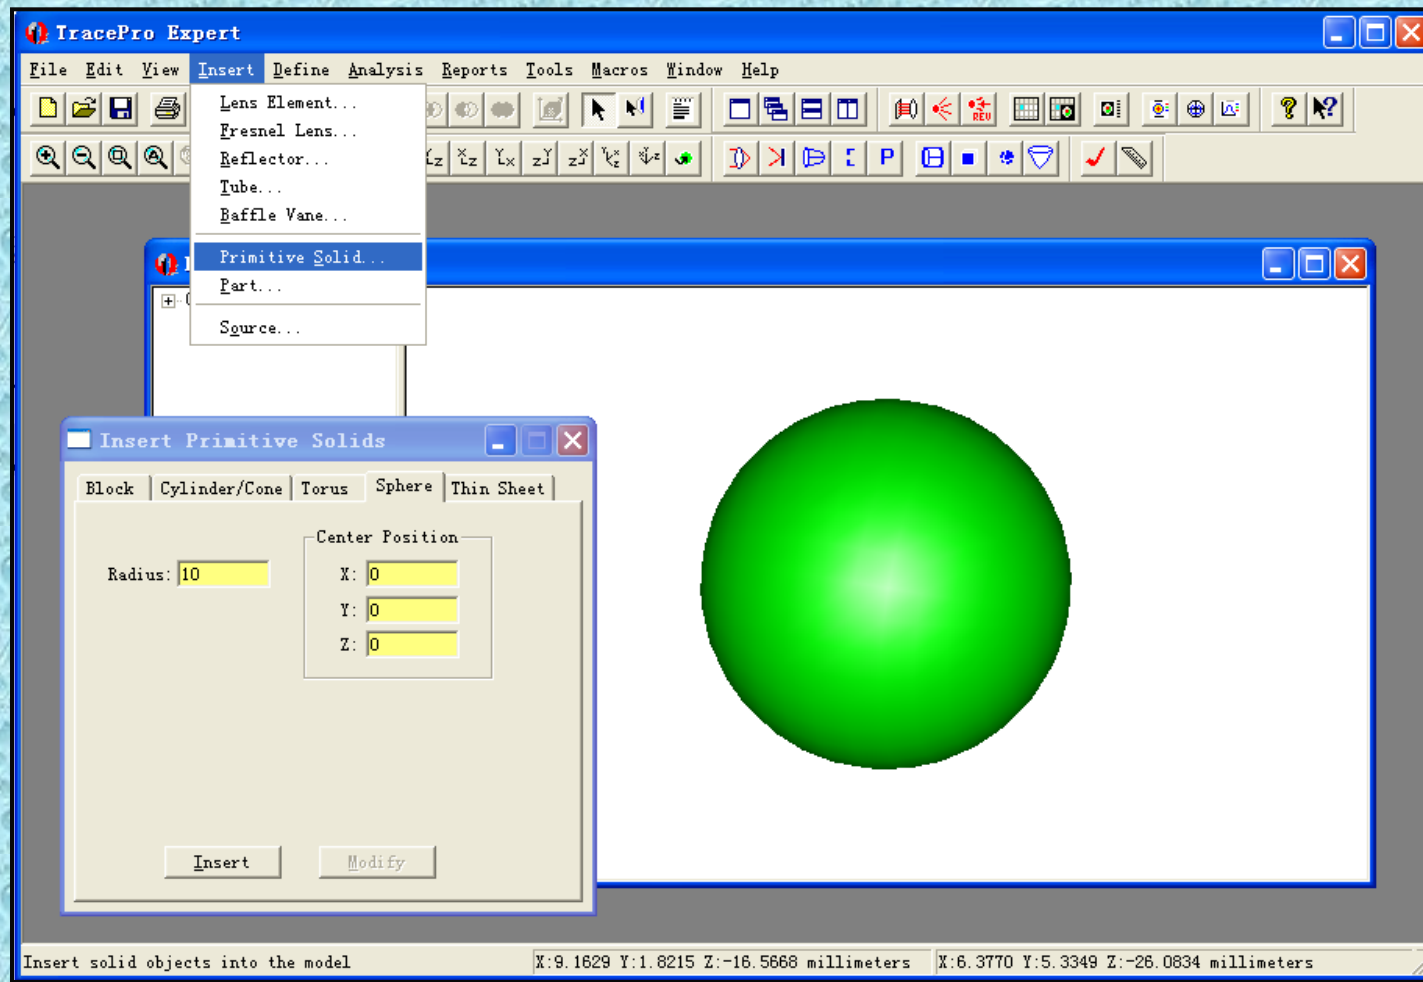 TracePro Expert
File Edit View Insert Define Analysis Reports Tools Macros Window Help
Lens Element...
Fresnel Lens...
Reflector...
Tube...
Baffle Vane...
Primitive Solid...
Part...
Source...
Insert Primitive Solids
Block Cylinder/Cone Torus Sphere Thin Sheet
Center Position
Radius: 10 X: 0
Y: 0
Z: 0
Insert Modify
Insert solid objects into the model X:9.1629 Y:1.8215 Z:-16.5668 millimeters X:6.3770 Y:5.3349 Z:-26.0834 millimeters